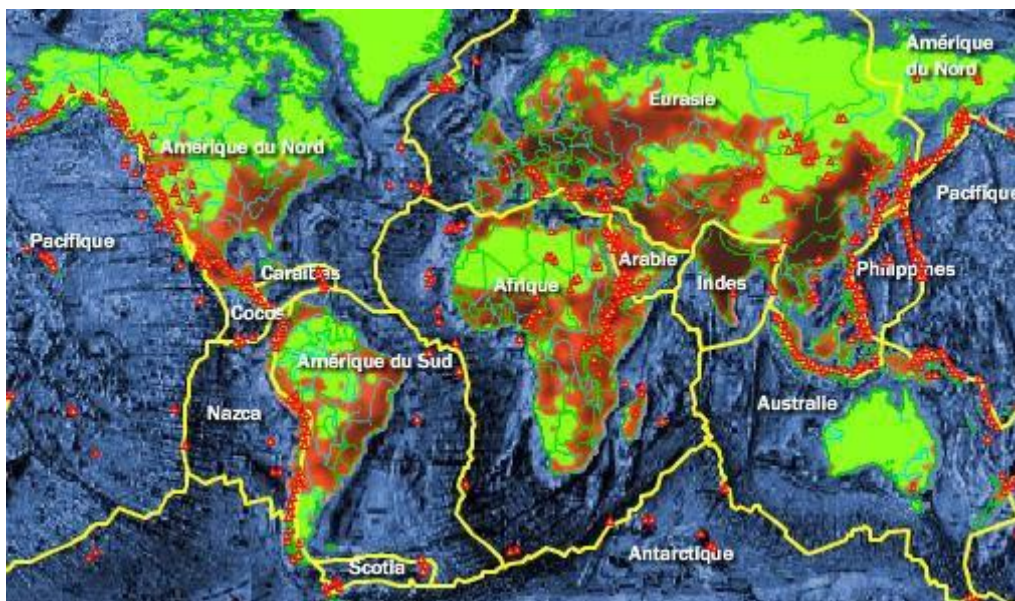 Amérique
du Nord
Eurasie
Amérique du Nord
Pacifique
Pacifique
Caraïbes
Arabie
Afrique
Indes
Philippines
Cocos
Amérique du Sud
Nazca
Australie
Antarctique
Scotia